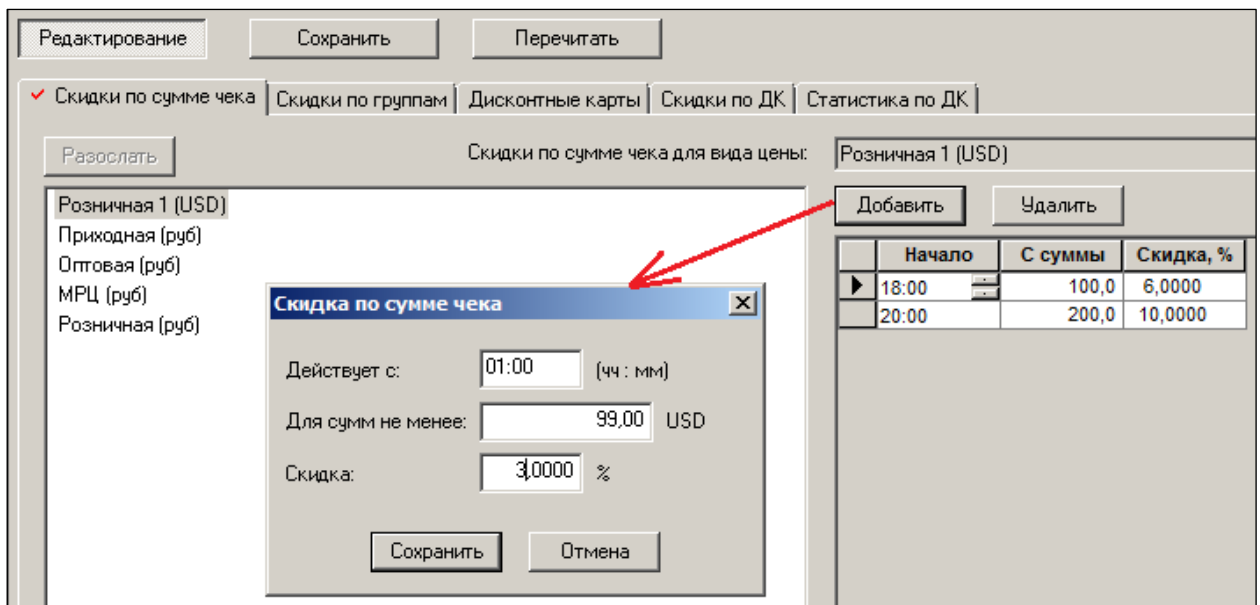 Редактирование Сохранить Перечитать
Скидки по сумме чека Скидки по группам Дисконтные карты Скидки по ДК Статистика по ДК
Разослать Скидки по сумме чека для вида цены: Розничная 1 (USD)
Розничная 1 (USD)
Приходная (руб)
Оптовая (руб)
МРЦ (руб)
Розничная (руб)
Добавить Удалить
Начало С суммы Скидка, %
18:00 100,0 6,0000
20:00 200,0 10,0000
Скидка по сумме чека
Действует с: 01:00 (чч : мм)
Для сумм не менее: 99,00 USD
Скидка: 3,0000 %
Сохранить Отмена